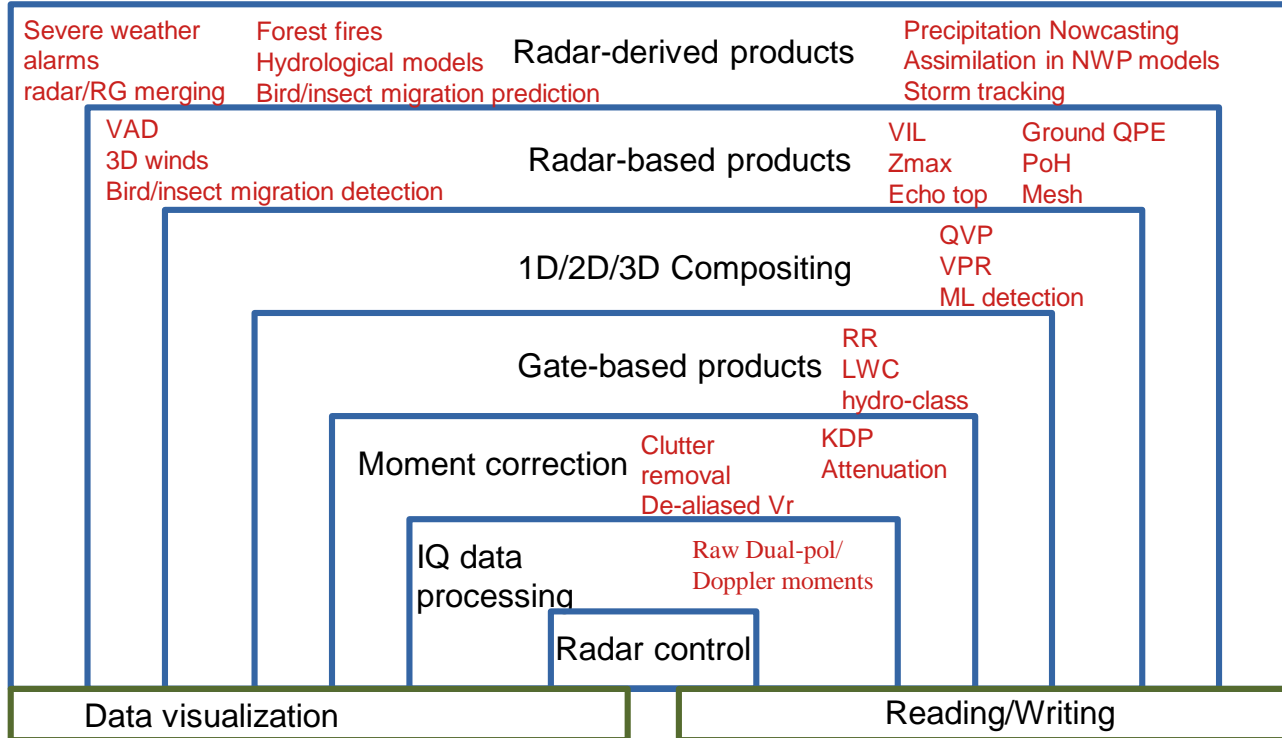 Severe weather
alarms
radar/RG merging
Forest fires
Hydrological models
Bird/insect migration prediction
Radar-derived products
Precipitation Nowcasting
Assimilation in NWP models
Storm tracking
VAD
3D winds
Bird/insect migration detection
Radar-based products
VIL
Zmax
Echo top
Ground QPE
PoH
Mesh
1D/2D/3D Compositing
QVP
VPR
ML detection
Gate-based products
RR
LWC
hydro-class
Moment correction
Clutter
removal
De-aliased Vr
KDP
Attenuation
IQ data
processing
Raw Dual-pol/
Doppler moments
Radar control
Data visualization
Reading/Writing